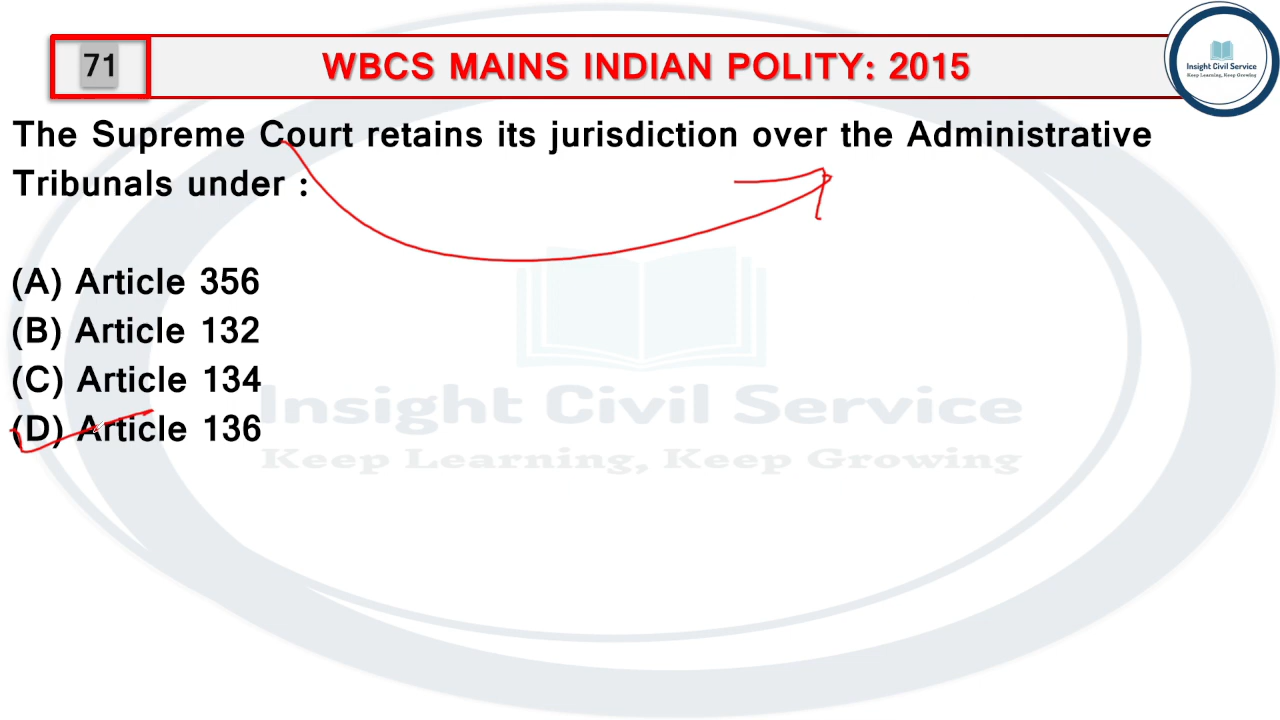 71
WBCS MAINS INDIAN POLITY: 2015
Insight Civil Service
Keep Learning, Keep Growing
The Supreme Court retains its jurisdiction over the Administrative
Tribunals under :
(A) Article 356
(B) Article 132
(C) Article 134
(D) Article 136
Insight Civil Service
Keep Learning, Keep Growing